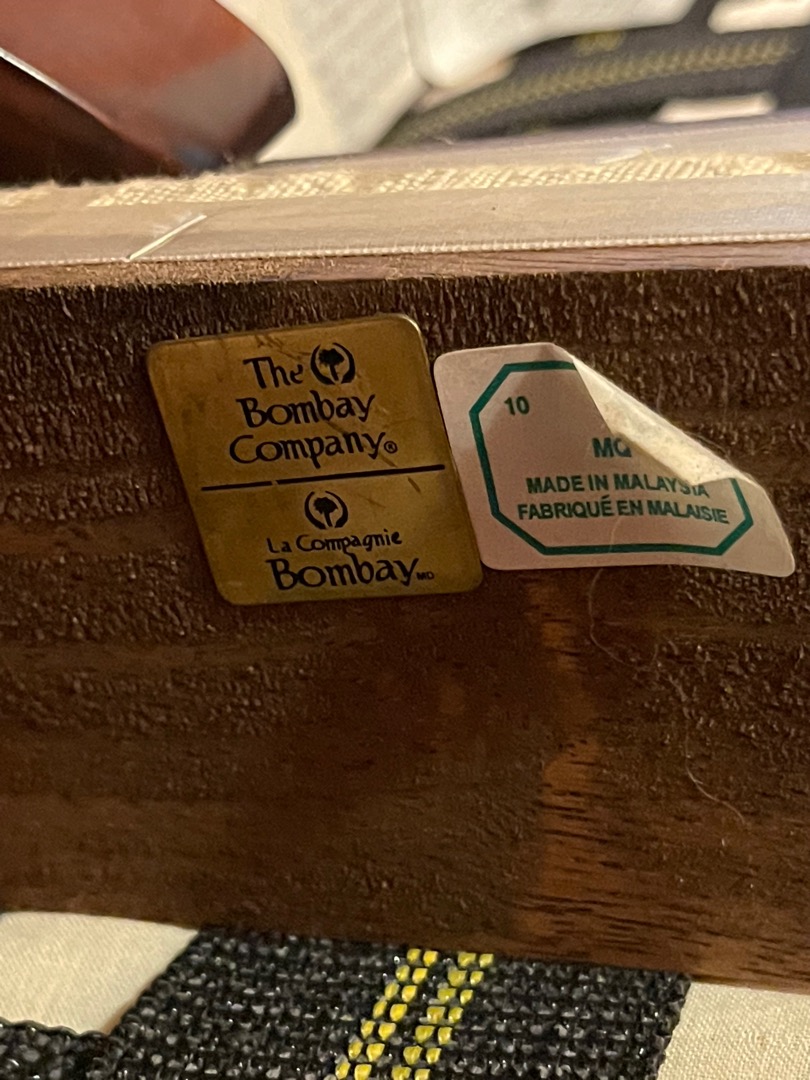 The
Bombay
Company®
La Compagnie
Bombay MD
10
MADE IN MALAYSIA
FABRIQUÉ EN MALAISIE